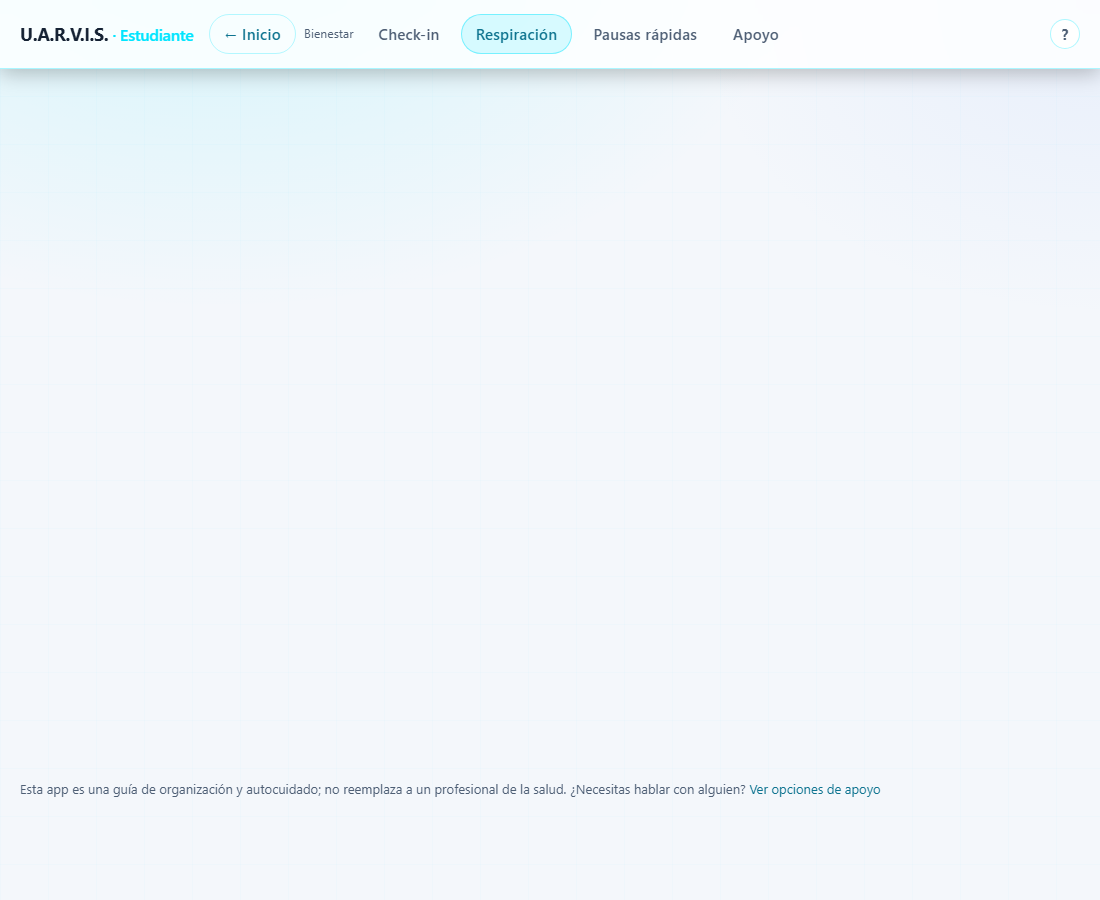 U.A.R.V.I.S. · Estudiante ← Inicio Bienestar Check-in Respiración Pausas rápidas Apoyo ?
Esta app es una guía de organización y autocuidado; no reemplaza a un profesional de la salud. ¿Necesitas hablar con alguien? Ver opciones de apoyo